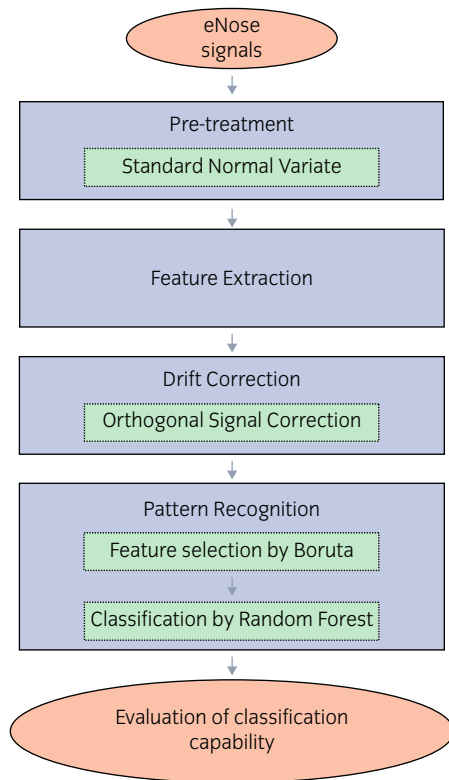 eNose
signals
Pre-treatment
Standard Normal Variate
Feature Extraction
Drift Correction
Orthogonal Signal Correction
Pattern Recognition
Feature selection by Boruta
Classification by Random Forest
Evaluation of classification
capability